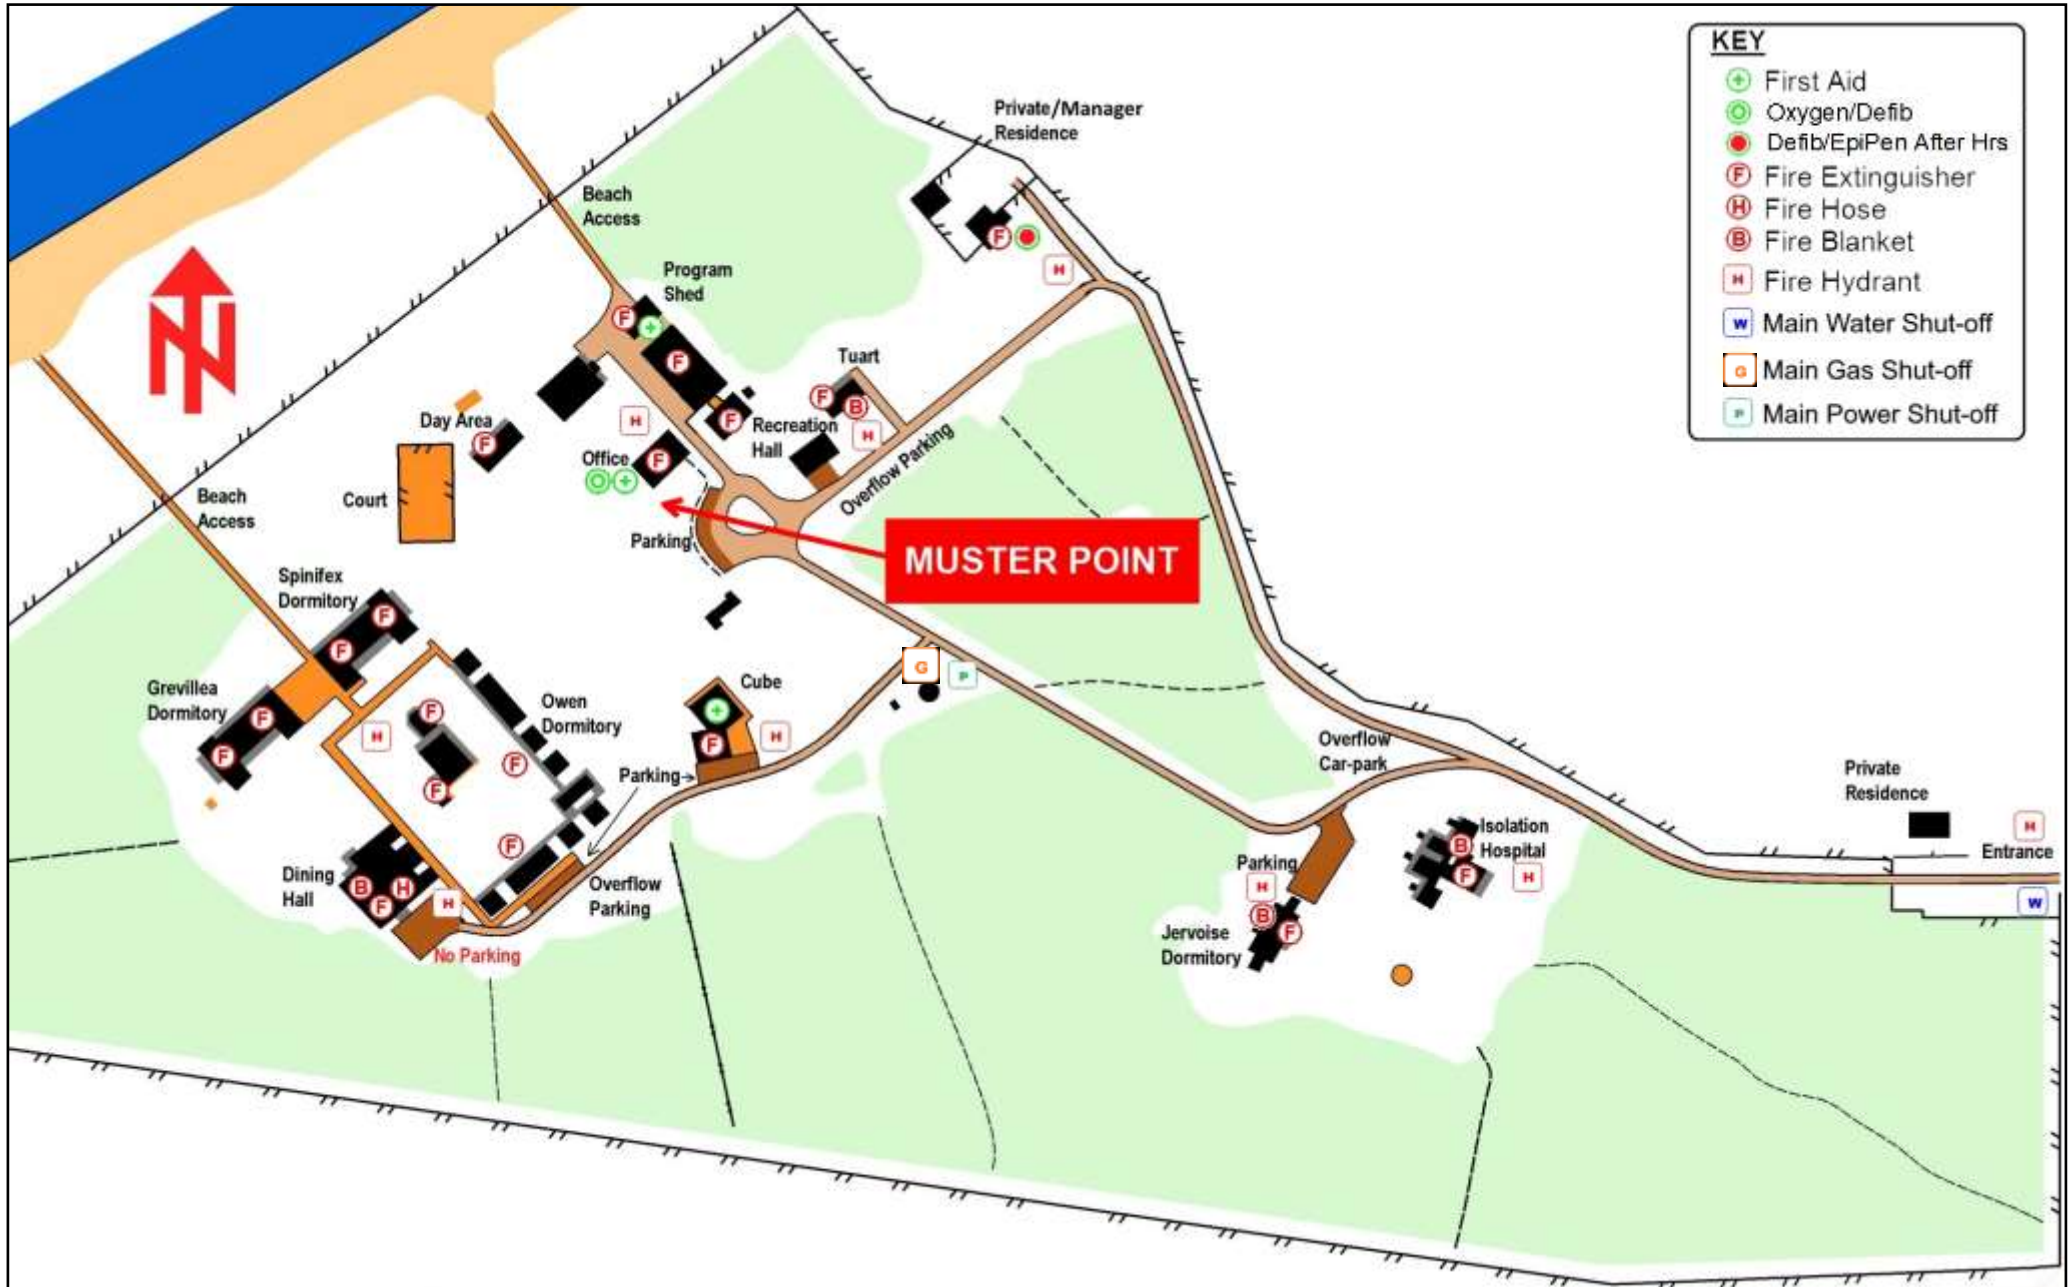 KEY
First Aid
Oxygen/Defib
Defib/EpiPen After Hrs
F Fire Extinguisher
H Fire Hose
B Fire Blanket
H Fire Hydrant
W Main Water Shut-off
G Main Gas Shut-off
P Main Power Shut-off
Private/Manager
Residence
F
H
Beach
Access
N
Program
Shed
F
F
Tuart
F
B
H
Day Area
F
H
F
Recreation
Hall
Office
F
Overflow Parking
Court
Beach
Access
Parking
MUSTER POINT
Spinifex
Dormitory
F
F
G
P
Grevillea
Dormitory
F
F
Owen
Dormitory
F
H
F
F
F
Cube
F
H
Parking
Overflow
Car-park
Private
Residence
H
Entrance
W
Isolation
Hospital
B
F
H
Dining
Hall
B
H
F
H
Overflow
Parking
No Parking
Parking
H
B
F
Jervoise
Dormitory